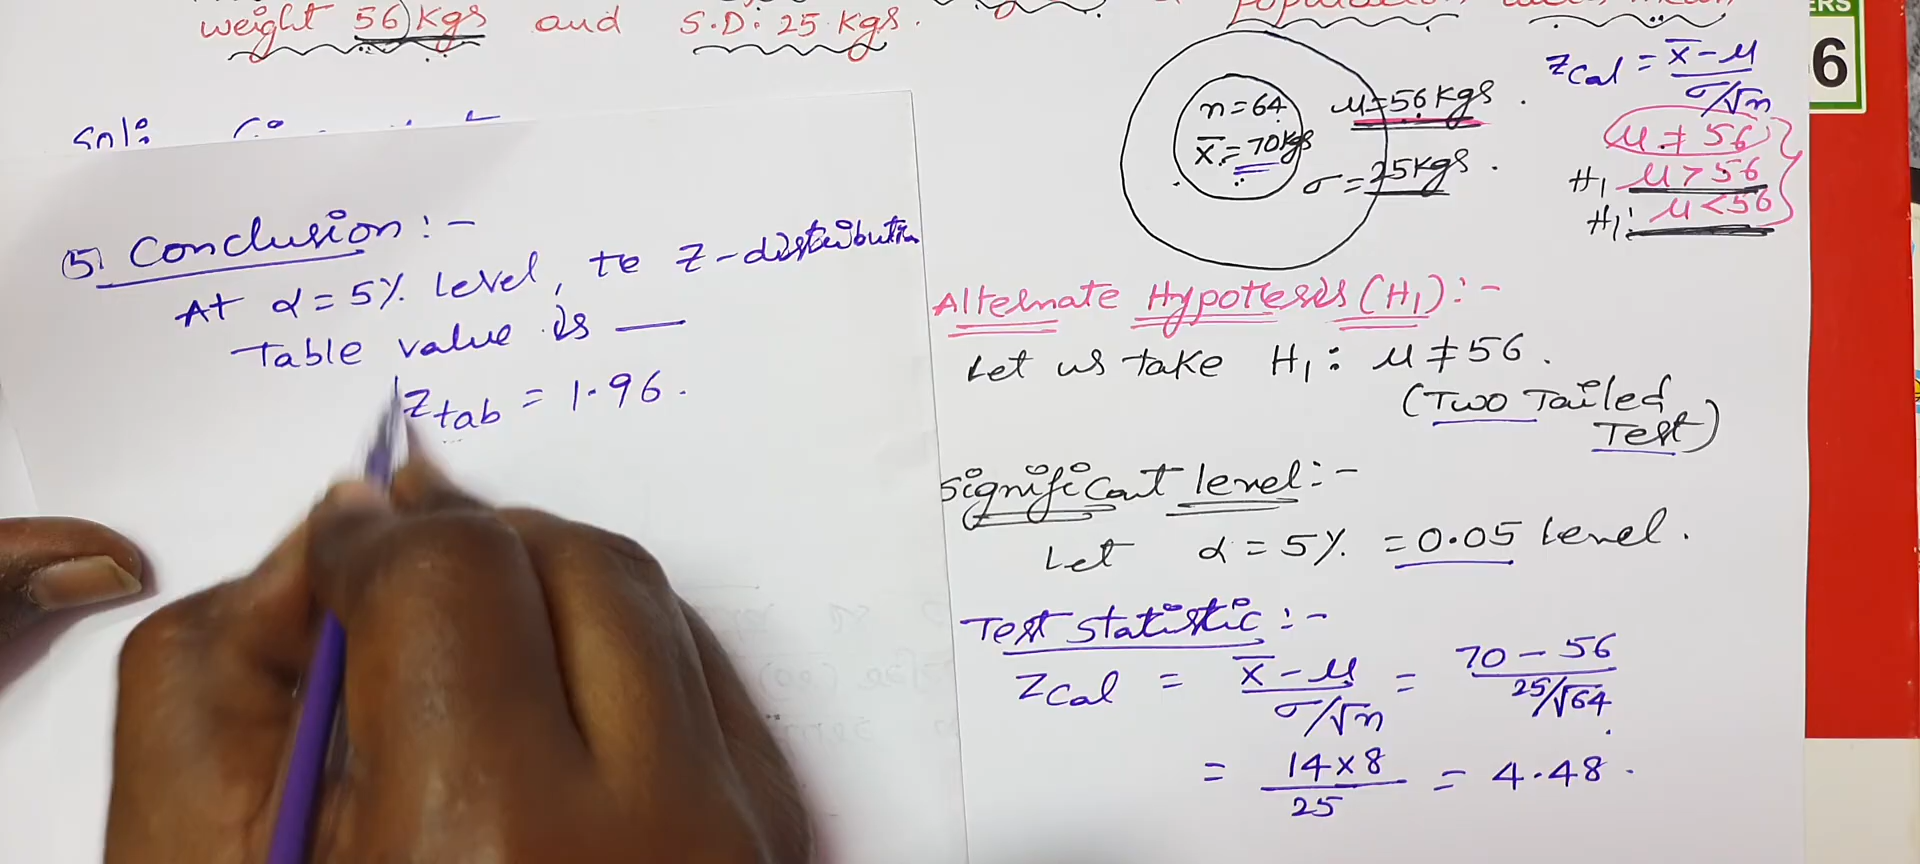 weight 56 Kgs and S.D: 25 Kgs.
Sol:
n=64
x̄ = 70kgs
μ=56 Kgs.
σ = 25Kgs.
Zcal = x̄ - μ / σ/√n
μ ≠ 56
H₁ μ > 56
H₁: μ < 56
ERS
6
5) Conclusion :-
At α = 5% level, te Z-distribution
Table value is —
Ztab = 1.96.
Alternate Hypotesis (H₁) :-
Let us take H₁ : μ ≠ 56.
(Two Tailed
Test)
Significant level :-
Let α = 5% = 0.05 level.
Test statistic :-
Zcal = x̄ - μ / σ/√n = 70 - 56 / 25/√64
= 14 x 8 / 25 = 4.48.